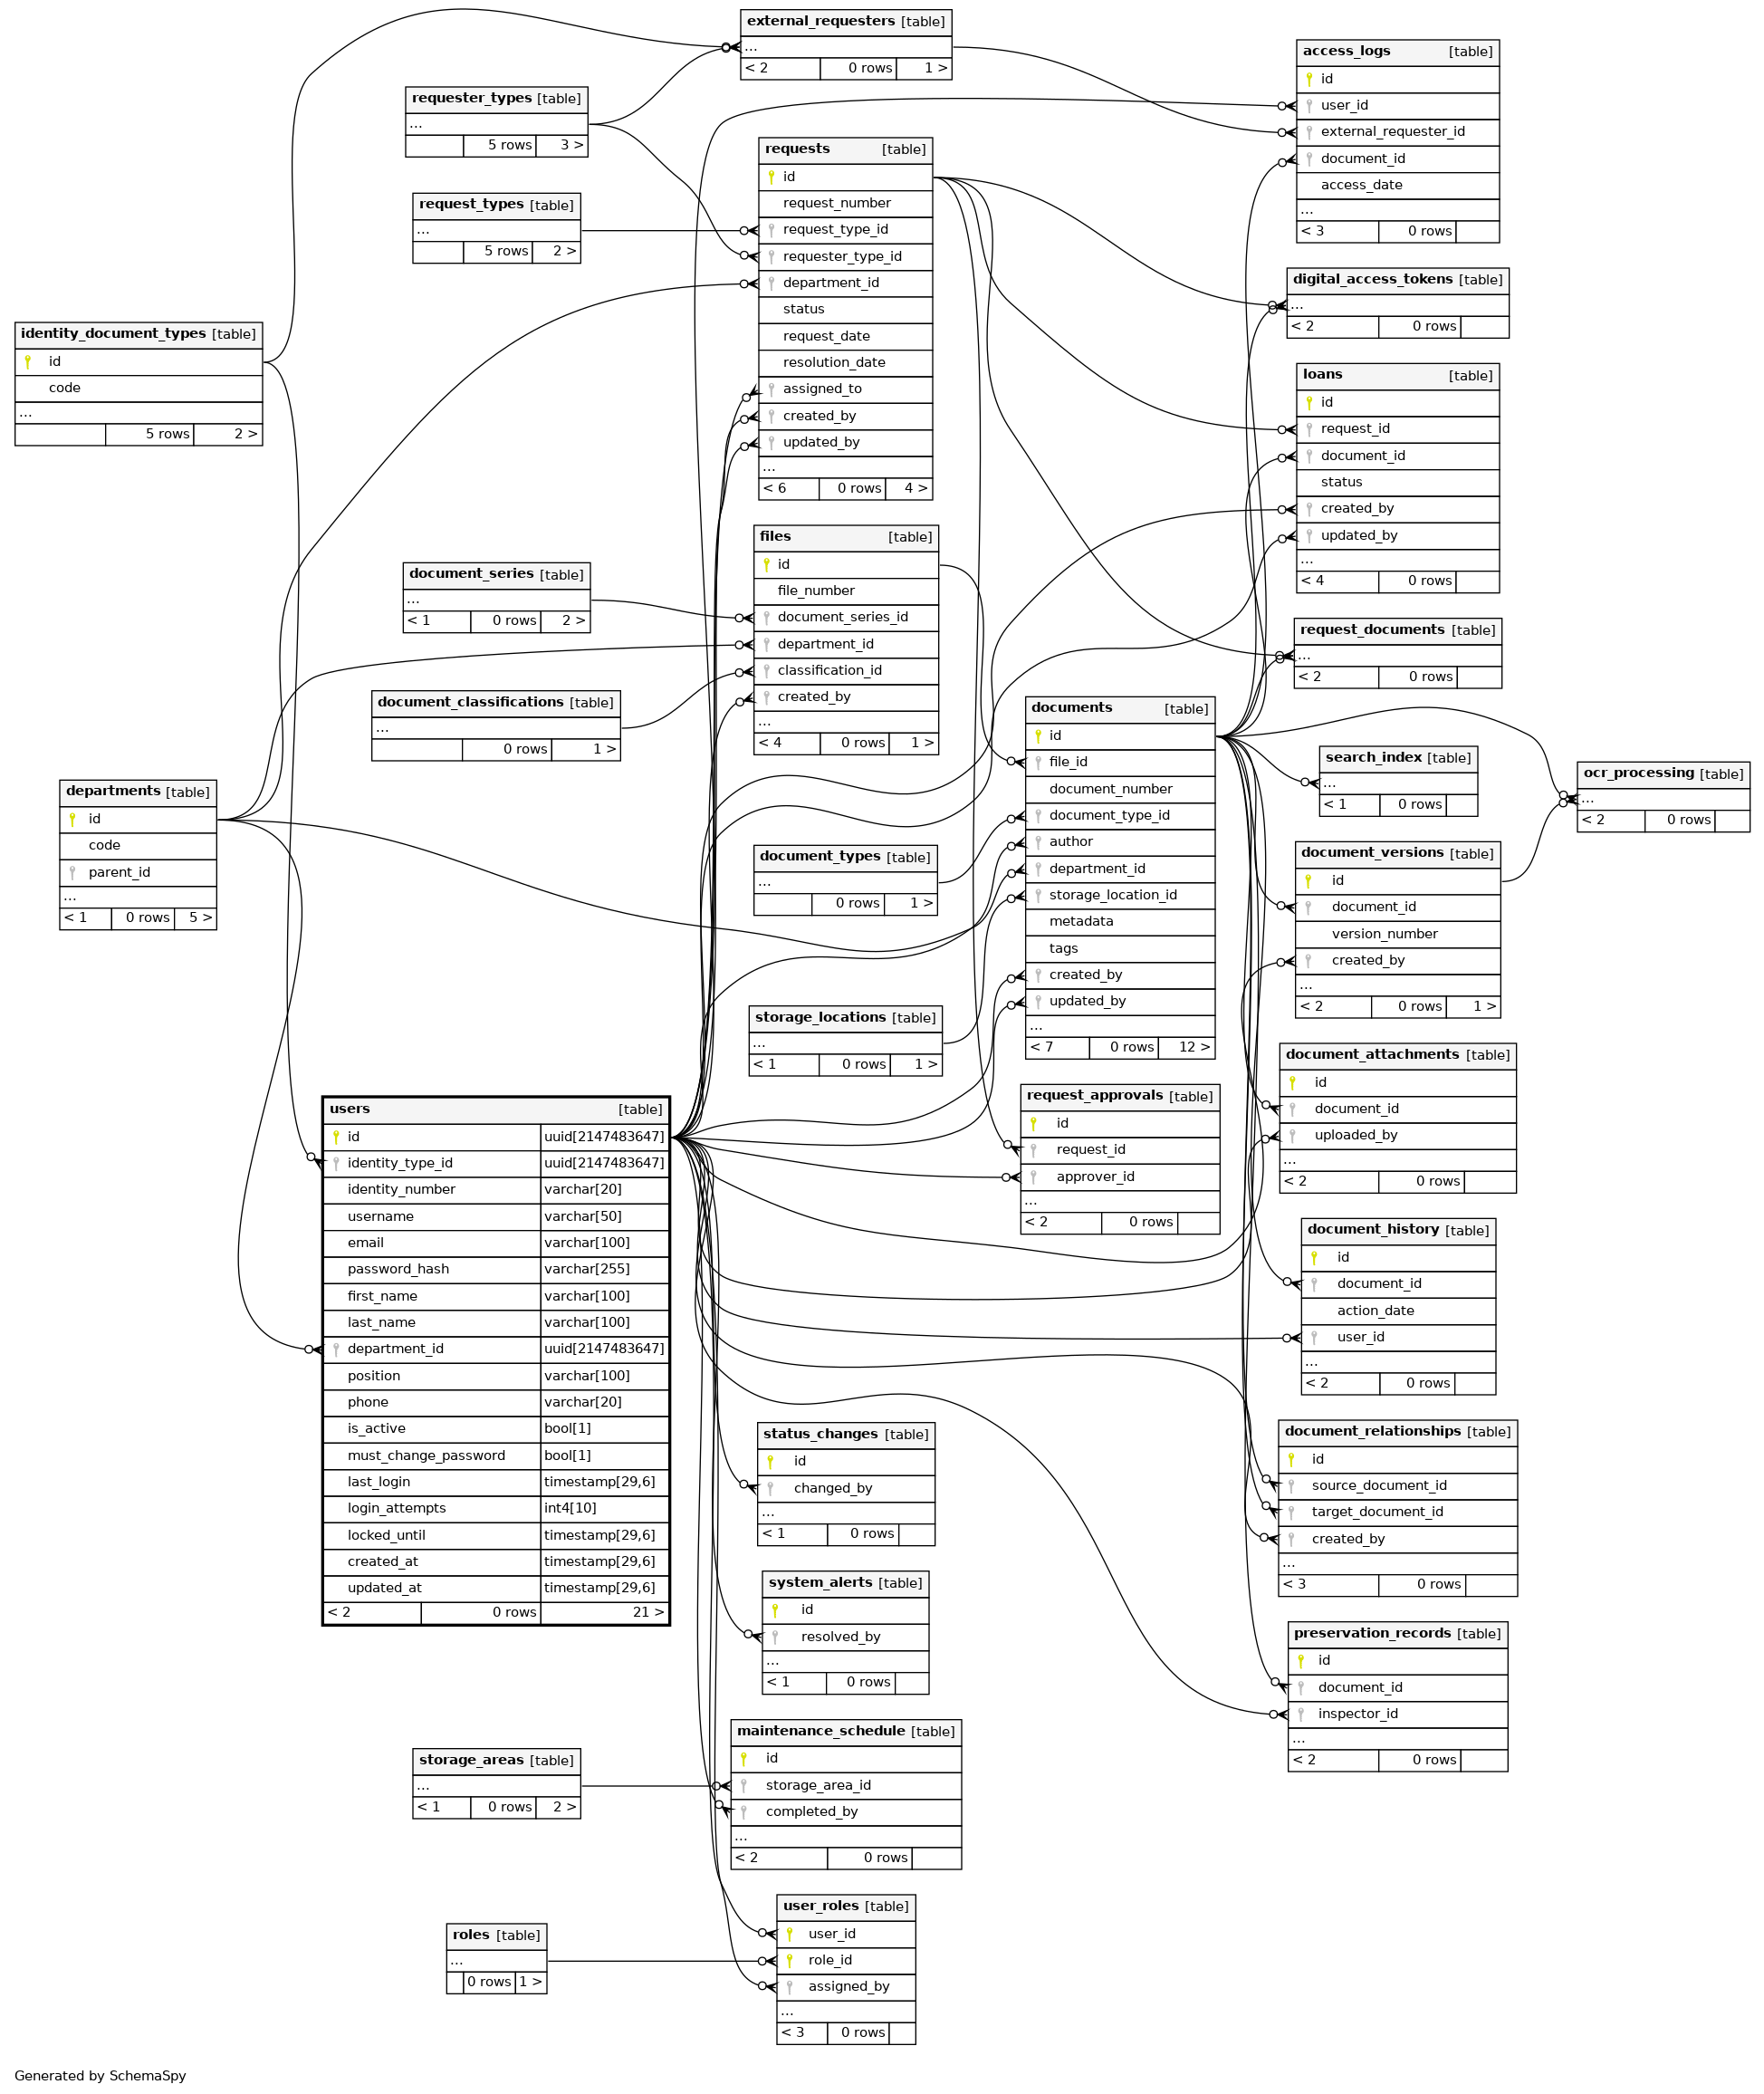 external_requesters [table]
...
< 2 0 rows 1 >
requester_types [table]
...
5 rows 3 >
request_types [table]
...
5 rows 2 >
identity_document_types [table]
id
code
...
5 rows 2 >
requests [table]
id
request_number
request_type_id
requester_type_id
department_id
status
request_date
resolution_date
assigned_to
created_by
updated_by
...
< 6 0 rows 4 >
access_logs [table]
id
user_id
external_requester_id
document_id
access_date
...
< 3 0 rows
digital_access_tokens [table]
...
< 2 0 rows
loans [table]
id
request_id
document_id
status
created_by
updated_by
...
< 4 0 rows
request_documents [table]
...
< 2 0 rows
files [table]
id
file_number
document_series_id
department_id
classification_id
created_by
...
< 4 0 rows 1 >
document_series [table]
...
< 1 0 rows 2 >
document_classifications [table]
...
0 rows 1 >
departments [table]
id
code
parent_id
...
< 1 0 rows 5 >
documents [table]
id
file_id
document_number
document_type_id
author
department_id
storage_location_id
metadata
tags
created_by
updated_by
...
< 7 0 rows 12 >
search_index [table]
...
< 1 0 rows
ocr_processing [table]
...
< 2 0 rows
document_types [table]
...
0 rows 1 >
document_versions [table]
id
document_id
version_number
created_by
...
< 2 0 rows 1 >
storage_locations [table]
...
< 1 0 rows 1 >
document_attachments [table]
id
document_id
uploaded_by
...
< 2 0 rows
request_approvals [table]
id
request_id
approver_id
...
< 2 0 rows
users [table]
id uuid[2147483647]
identity_type_id uuid[2147483647]
identity_number varchar[20]
username varchar[50]
email varchar[100]
password_hash varchar[255]
first_name varchar[100]
last_name varchar[100]
department_id uuid[2147483647]
position varchar[100]
phone varchar[20]
is_active bool[1]
must_change_password bool[1]
last_login timestamp[29,6]
login_attempts int4[10]
locked_until timestamp[29,6]
created_at timestamp[29,6]
updated_at timestamp[29,6]
< 2 0 rows 21 >
document_history [table]
id
document_id
action_date
user_id
...
< 2 0 rows
status_changes [table]
id
changed_by
...
< 1 0 rows
document_relationships [table]
id
source_document_id
target_document_id
created_by
...
< 3 0 rows
system_alerts [table]
id
resolved_by
...
< 1 0 rows
preservation_records [table]
id
document_id
inspector_id
...
< 2 0 rows
maintenance_schedule [table]
id
storage_area_id
completed_by
...
< 2 0 rows
storage_areas [table]
...
< 1 0 rows 2 >
user_roles [table]
user_id
role_id
assigned_by
...
< 3 0 rows
roles [table]
...
0 rows 1 >
Generated by SchemaSpy